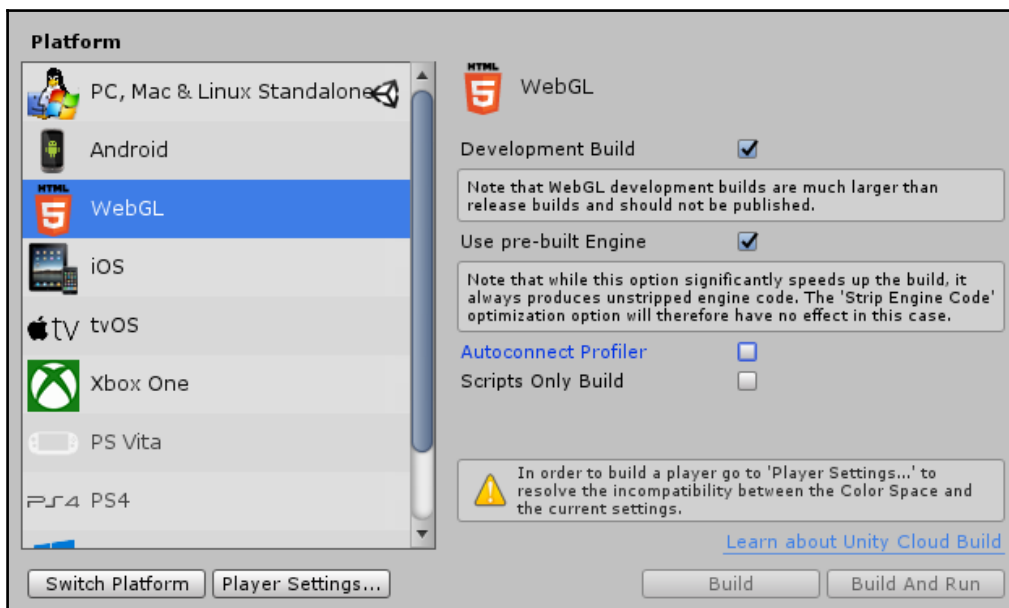 Platform
PC, Mac & Linux Standalone
Android
HTML
WebGL
iOS
tv tvOS
Xbox One
PS Vita
PS4 PS4
HTML
WebGL
Development Build
Note that WebGL development builds are much larger than
release builds and should not be published.
Use pre-built Engine
Note that while this option significantly speeds up the build, it
always produces unstripped engine code. The 'Strip Engine Code'
optimization option will therefore have no effect in this case.
Autoconnect Profiler
Scripts Only Build
In order to build a player go to 'Player Settings...' to
resolve the incompatibility between the Color Space and
the current settings.
Learn about Unity Cloud Build
Switch Platform
Player Settings...
Build
Build And Run